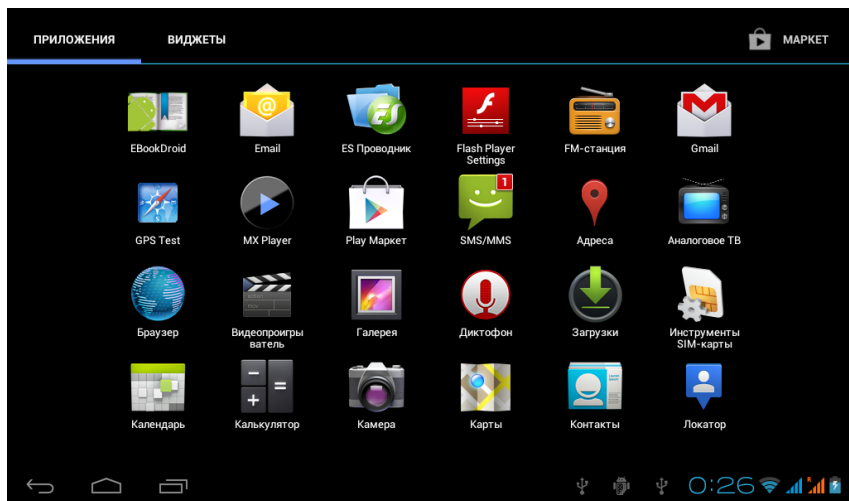 ПРИЛОЖЕНИЯ ВИДЖЕТЫ МАРКЕТ
EBookDroid Email ES Проводник Flash Player Settings FM-станция Gmail
GPS Test MX Player Play Маркет 1 SMS/MMS Адреса Аналоговое ТВ
Браузер Видеопроигры ватель Галерея Диктофон Загрузки Инструменты SIM-карты
Календарь Калькулятор Камера Карты Контакты Локатор
0:26